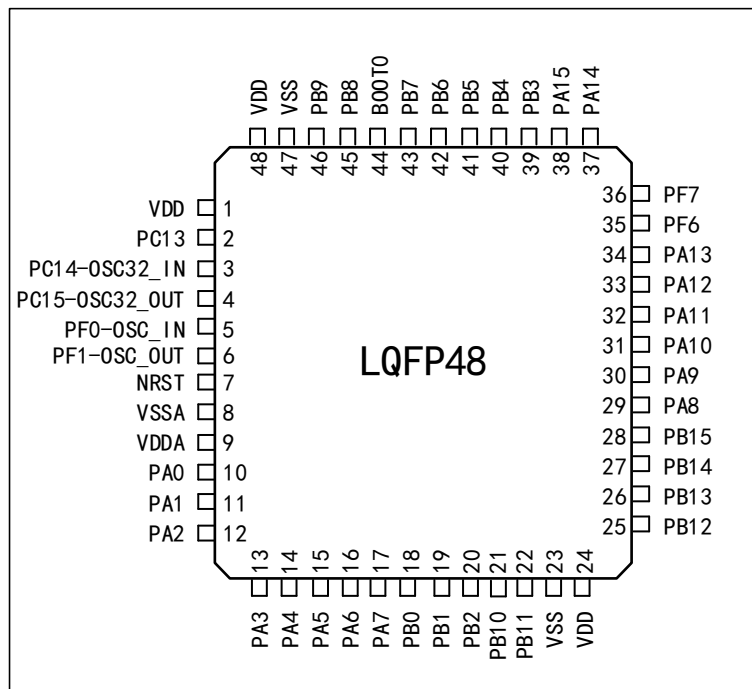 VDD
VSS
PB9
PB8
BOOT0
PB7
PB6
PB5
PB4
PB3
PA15
PA14
48
47
46
45
44
43
42
41
40
39
38
37
VDD 1
PC13 2
PC14-OSC32_IN 3
PC15-OSC32_OUT 4
PF0-OSC_IN 5
PF1-OSC_OUT 6
NRST 7
VSSA 8
VDDA 9
PA0 10
PA1 11
PA2 12
LQFP48
36 PF7
35 PF6
34 PA13
33 PA12
32 PA11
31 PA10
30 PA9
29 PA8
28 PB15
27 PB14
26 PB13
25 PB12
13
14
15
16
17
18
19
20
21
22
23
24
PA3
PA4
PA5
PA6
PA7
PB0
PB1
PB2
PB10
PB11
VSS
VDD